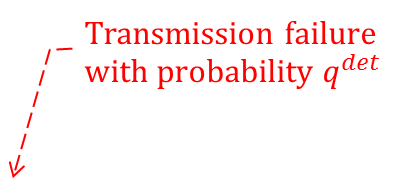 Transmission failure
with probability $q^{det}$